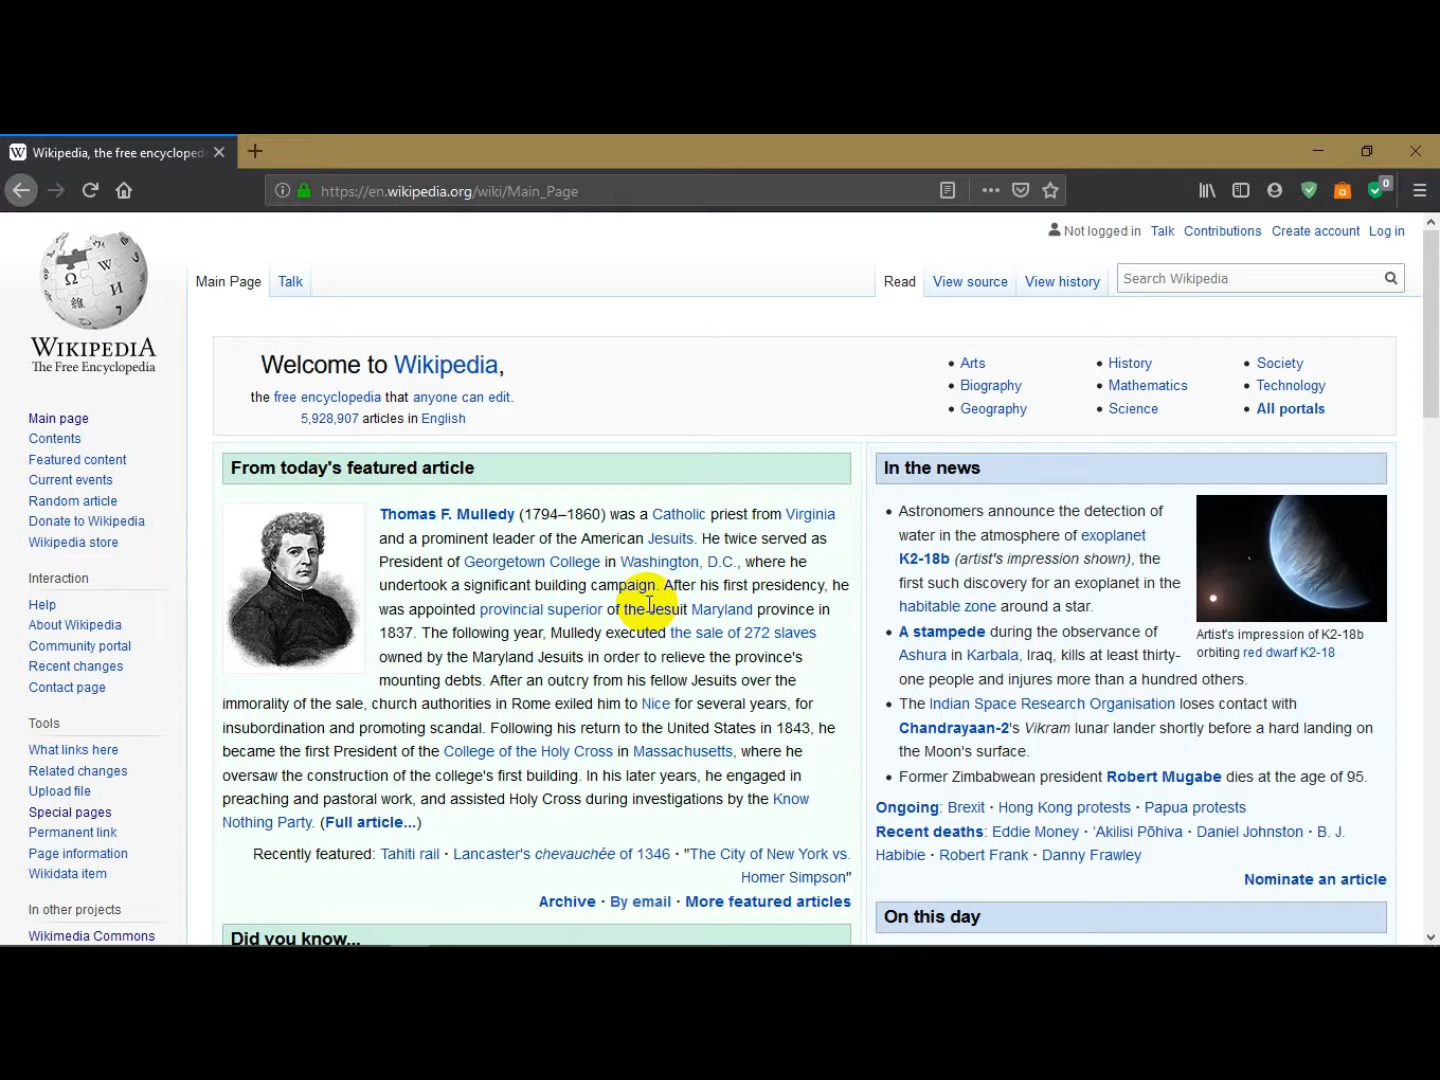 Wikipedia, the free encycloped
https://en.wikipedia.org/wiki/Main_Page
0
Not logged in Talk Contributions Create account Log in
Main Page Talk Read View source View history Search Wikipedia
WIKIPEDIA
The Free Encyclopedia
Main page
Contents
Featured content
Current events
Random article
Donate to Wikipedia
Wikipedia store
Interaction
Help
About Wikipedia
Community portal
Recent changes
Contact page
Tools
What links here
Related changes
Upload file
Special pages
Permanent link
Page information
Wikidata item
In other projects
Wikimedia Commons
Welcome to Wikipedia,
the free encyclopedia that anyone can edit.
5,928,907 articles in English
• Arts
• Biography
• Geography
• History
• Mathematics
• Science
• Society
• Technology
• All portals
From today's featured article
Thomas F. Mulledy (1794–1860) was a Catholic priest from Virginia
and a prominent leader of the American Jesuits. He twice served as
President of Georgetown College in Washington, D.C., where he
undertook a significant building campaign. After his first presidency, he
was appointed provincial superior of the Jesuit Maryland province in
1837. The following year, Mulledy executed the sale of 272 slaves
owned by the Maryland Jesuits in order to relieve the province's
mounting debts. After an outcry from his fellow Jesuits over the
immorality of the sale, church authorities in Rome exiled him to Nice for several years, for
insubordination and promoting scandal. Following his return to the United States in 1843, he
became the first President of the College of the Holy Cross in Massachusetts, where he
oversaw the construction of the college's first building. In his later years, he engaged in
preaching and pastoral work, and assisted Holy Cross during investigations by the Know
Nothing Party. (Full article...)
Recently featured: Tahiti rail · Lancaster's chevauchée of 1346 · "The City of New York vs.
Homer Simpson"
Archive · By email · More featured articles
Did you know...
In the news
• Astronomers announce the detection of
water in the atmosphere of exoplanet
K2-18b (artist's impression shown), the
first such discovery for an exoplanet in the
habitable zone around a star.
Artist's impression of K2-18b
orbiting red dwarf K2-18
• A stampede during the observance of
Ashura in Karbala, Iraq, kills at least thirty-
one people and injures more than a hundred others.
• The Indian Space Research Organisation loses contact with
Chandrayaan-2's Vikram lunar lander shortly before a hard landing on
the Moon's surface.
• Former Zimbabwean president Robert Mugabe dies at the age of 95.
Ongoing: Brexit · Hong Kong protests · Papua protests
Recent deaths: Eddie Money · ʻAkilisi Pōhiva · Daniel Johnston · B. J.
Habibie · Robert Frank · Danny Frawley
Nominate an article
On this day